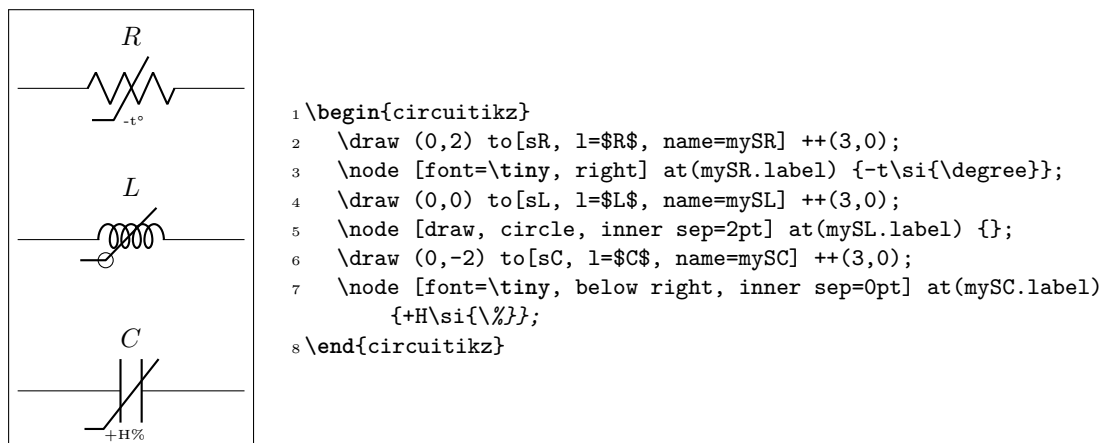 R
-t°
L
C
+H%
1 \begin{circuitikz}
2 \draw (0,2) to[sR, l=$R$, name=mySR] ++(3,0);
3 \node [font=\tiny, right] at(mySR.label) {-t\si{\degree}};
4 \draw (0,0) to[sL, l=$L$, name=mySL] ++(3,0);
5 \node [draw, circle, inner sep=2pt] at(mySL.label) {};
6 \draw (0,-2) to[sC, l=$C$, name=mySC] ++(3,0);
7 \node [font=\tiny, below right, inner sep=0pt] at(mySC.label)
{+H\si{\%}};
8 \end{circuitikz}